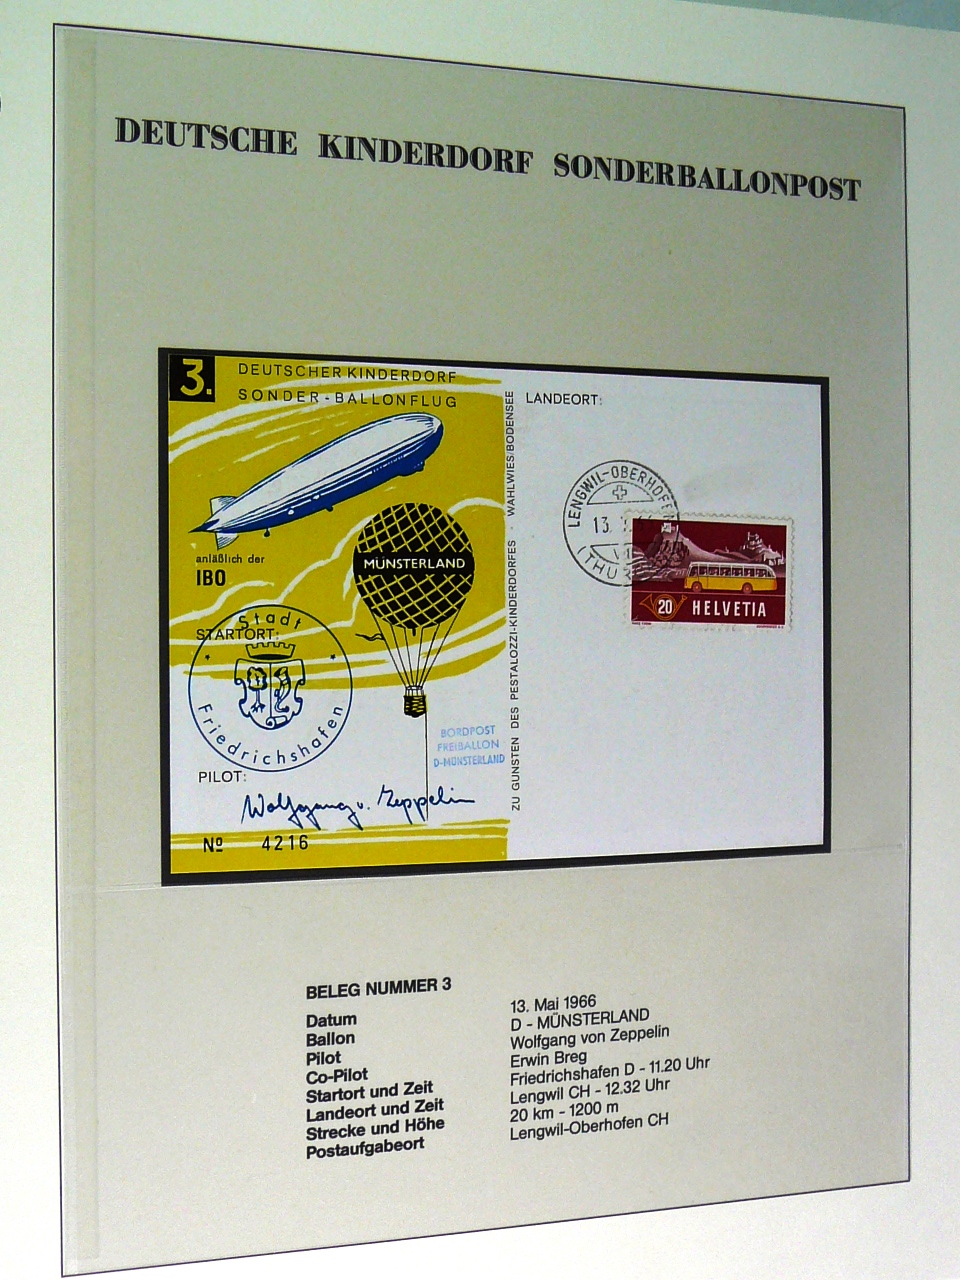 DEUTSCHE KINDERDORF SONDERBALLONPOST
3.
DEUTSCHER KINDERDORF
SONDER-BALLONFLUG
anläßlich der
IBO
MÜNSTERLAND
STARTORT:
Stadt
Friedrichshafen
BORDPOST
FREIBALLON
D-MÜNSTERLAND
PILOT:
Wolfgang v. Zeppelin
Nº 4216
ZU GUNSTEN DES PESTALOZZI-KINDERDORFES - WAHLWIES/BODENSEE
LANDEORT:
LENGWIL-OBERHOFEN
13.
(THUR
20 HELVETIA
BELEG NUMMER 3
Datum 13. Mai 1966
Ballon D - MÜNSTERLAND
Pilot Wolfgang von Zeppelin
Co-Pilot Erwin Breg
Startort und Zeit Friedrichshafen D - 11.20 Uhr
Landeort und Zeit Lengwil CH - 12.32 Uhr
Strecke und Höhe 20 km - 1200 m
Postaufgabeort Lengwil-Oberhofen CH